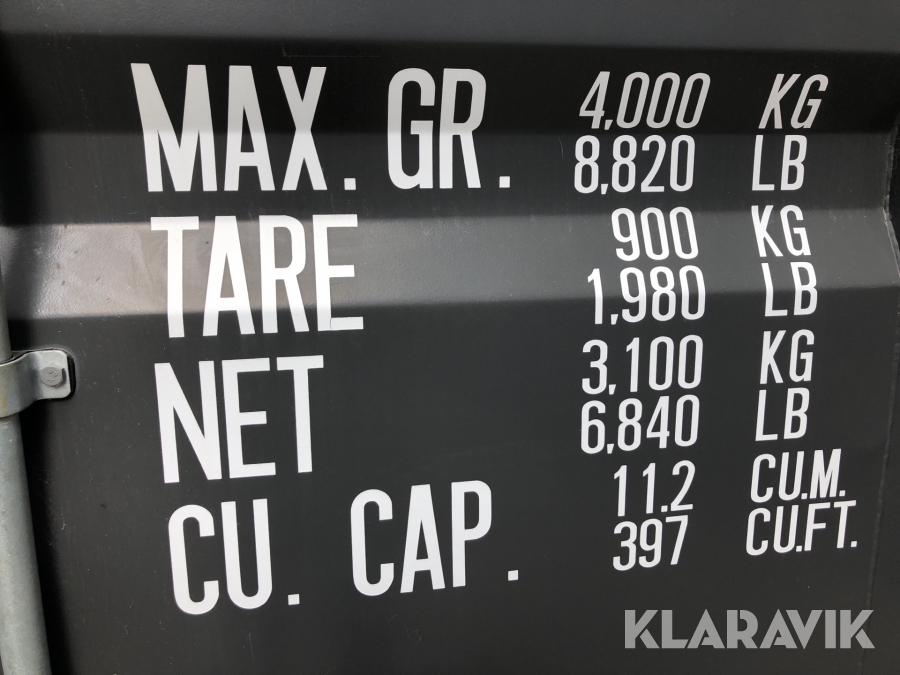 MAX. GR. 4,000 KG
8,820 LB
TARE 900 KG
1,980 LB
NET 3,100 KG
6,840 LB
CU. CAP. 11.2 CU.M.
397 CU.FT.
KLARAVIK